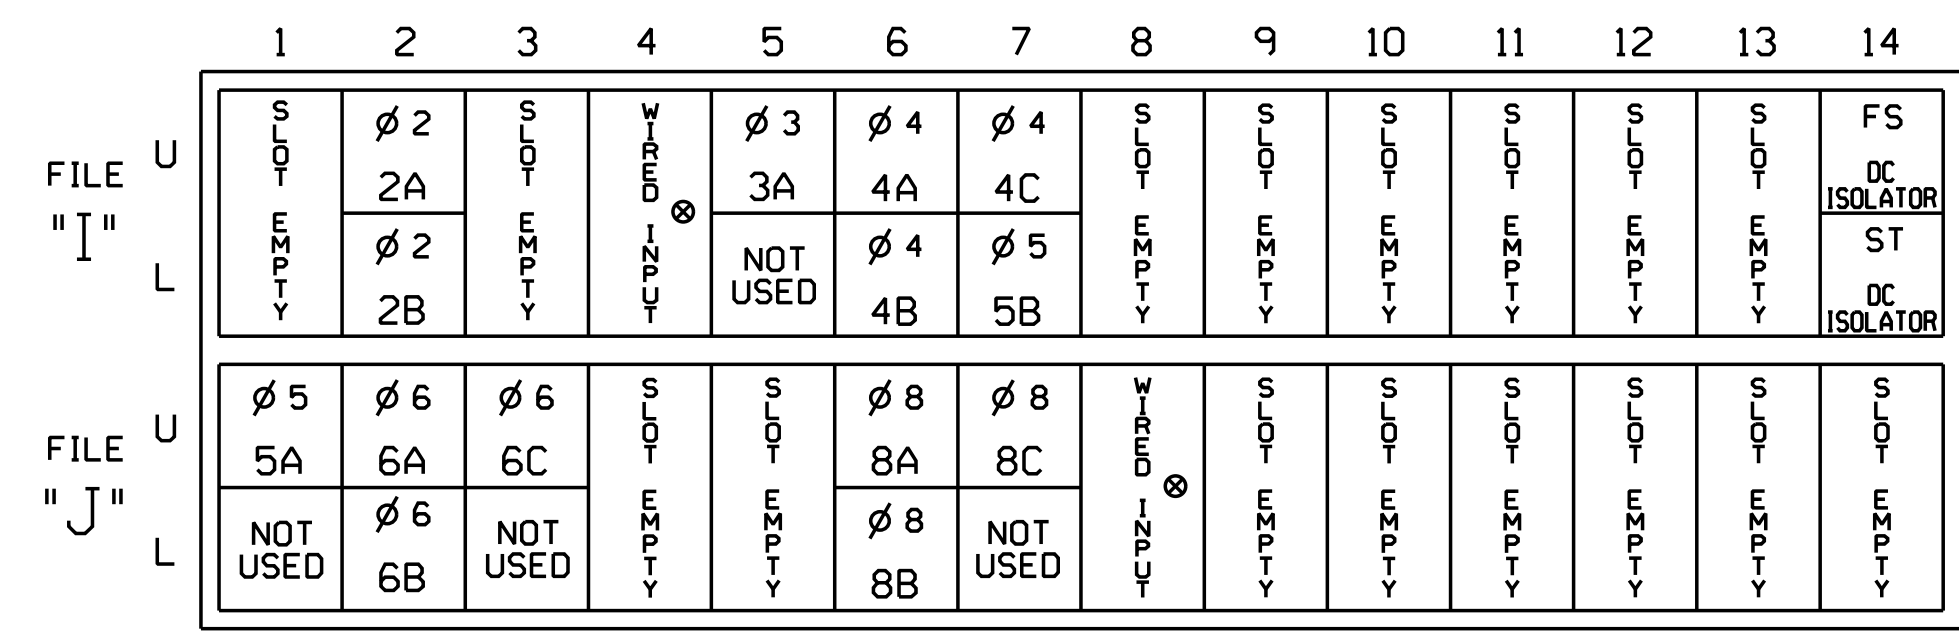 1 2 3 4 5 6 7 8 9 10 11 12 13 14
FILE "I"
U
L
SLOT EMPTY
Ø 2
2A
Ø 2
2B
SLOT EMPTY
WIRED INPUT
Ø 3
3A
NOT
USED
Ø 4
4A
Ø 4
4B
Ø 4
4C
Ø 5
5B
SLOT EMPTY
SLOT EMPTY
SLOT EMPTY
SLOT EMPTY
SLOT EMPTY
SLOT EMPTY
FS
DC
ISOLATOR
ST
DC
ISOLATOR
FILE "J"
U
L
Ø 5
5A
NOT
USED
Ø 6
6A
Ø 6
6B
Ø 6
6C
NOT
USED
SLOT EMPTY
SLOT EMPTY
Ø 8
8A
Ø 8
8B
Ø 8
8C
NOT
USED
WIRED INPUT
SLOT EMPTY
SLOT EMPTY
SLOT EMPTY
SLOT EMPTY
SLOT EMPTY
SLOT EMPTY